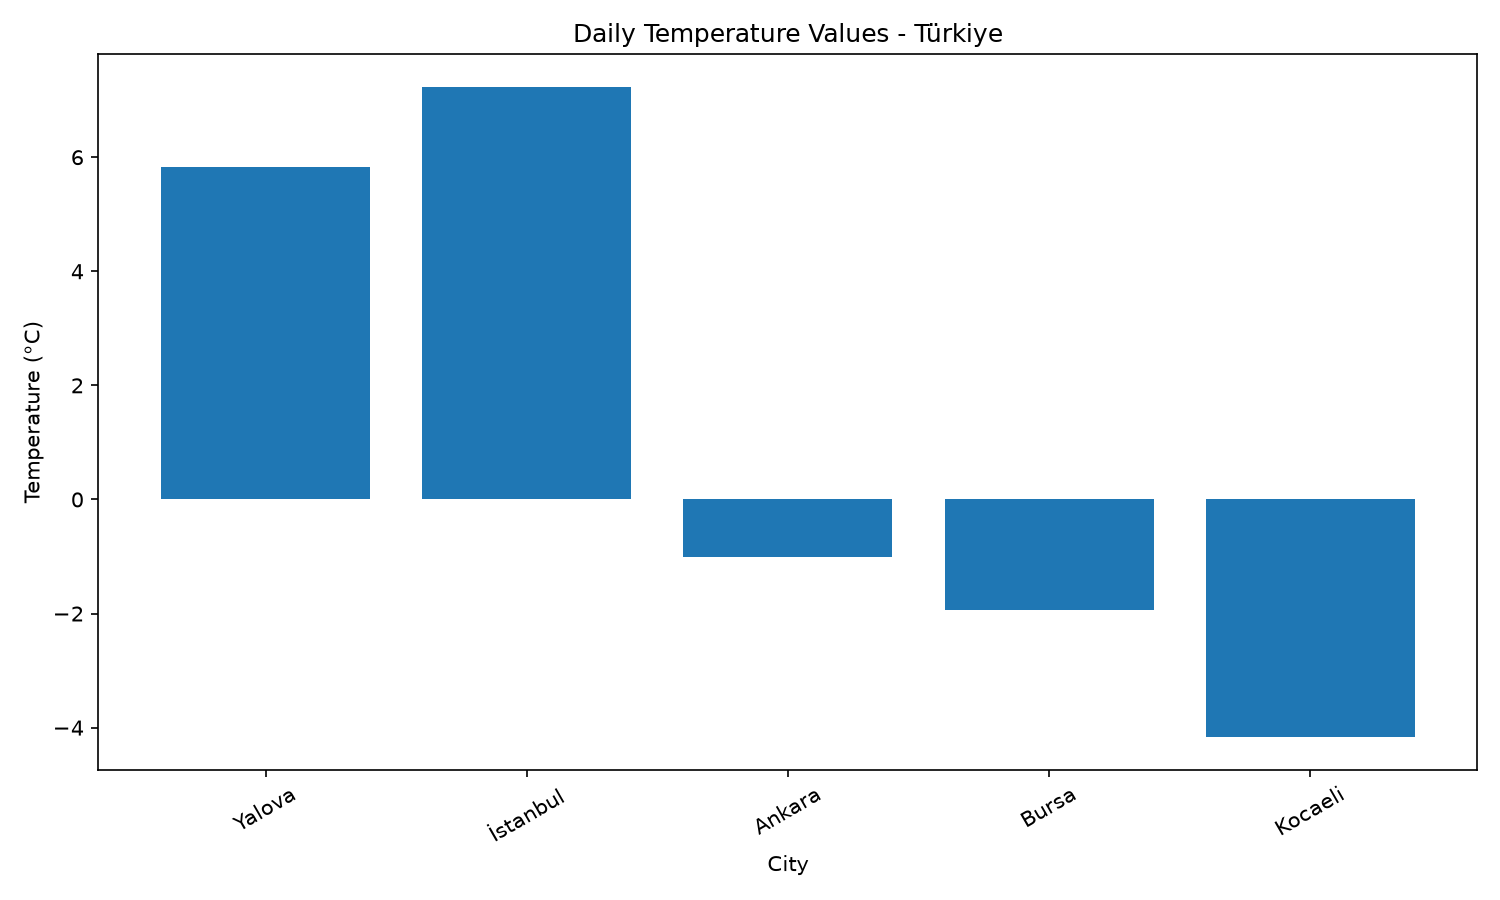 Daily Temperature Values - Türkiye
Temperature (°C)
6
4
2
0
−2
−4
Yalova
İstanbul
Ankara
Bursa
Kocaeli
City